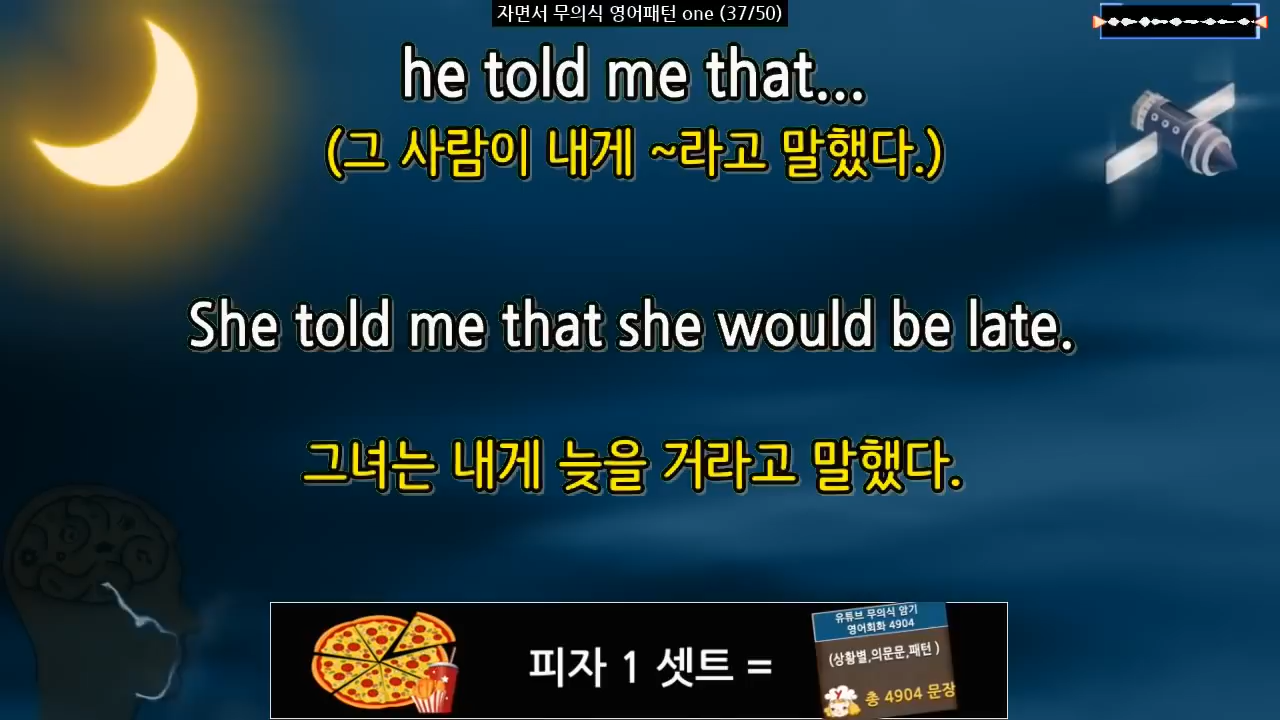 자면서 무의식 영어패턴 one (37/50)
he told me that...
(그 사람이 내게 ~라고 말했다.)
She told me that she would be late.
그녀는 내게 늦을 거라고 말했다.
피자 1 셋트 =
유튜브 무의식 암기
영어회화 4904
(상황별,의문문,패턴 )
총 4904 문장